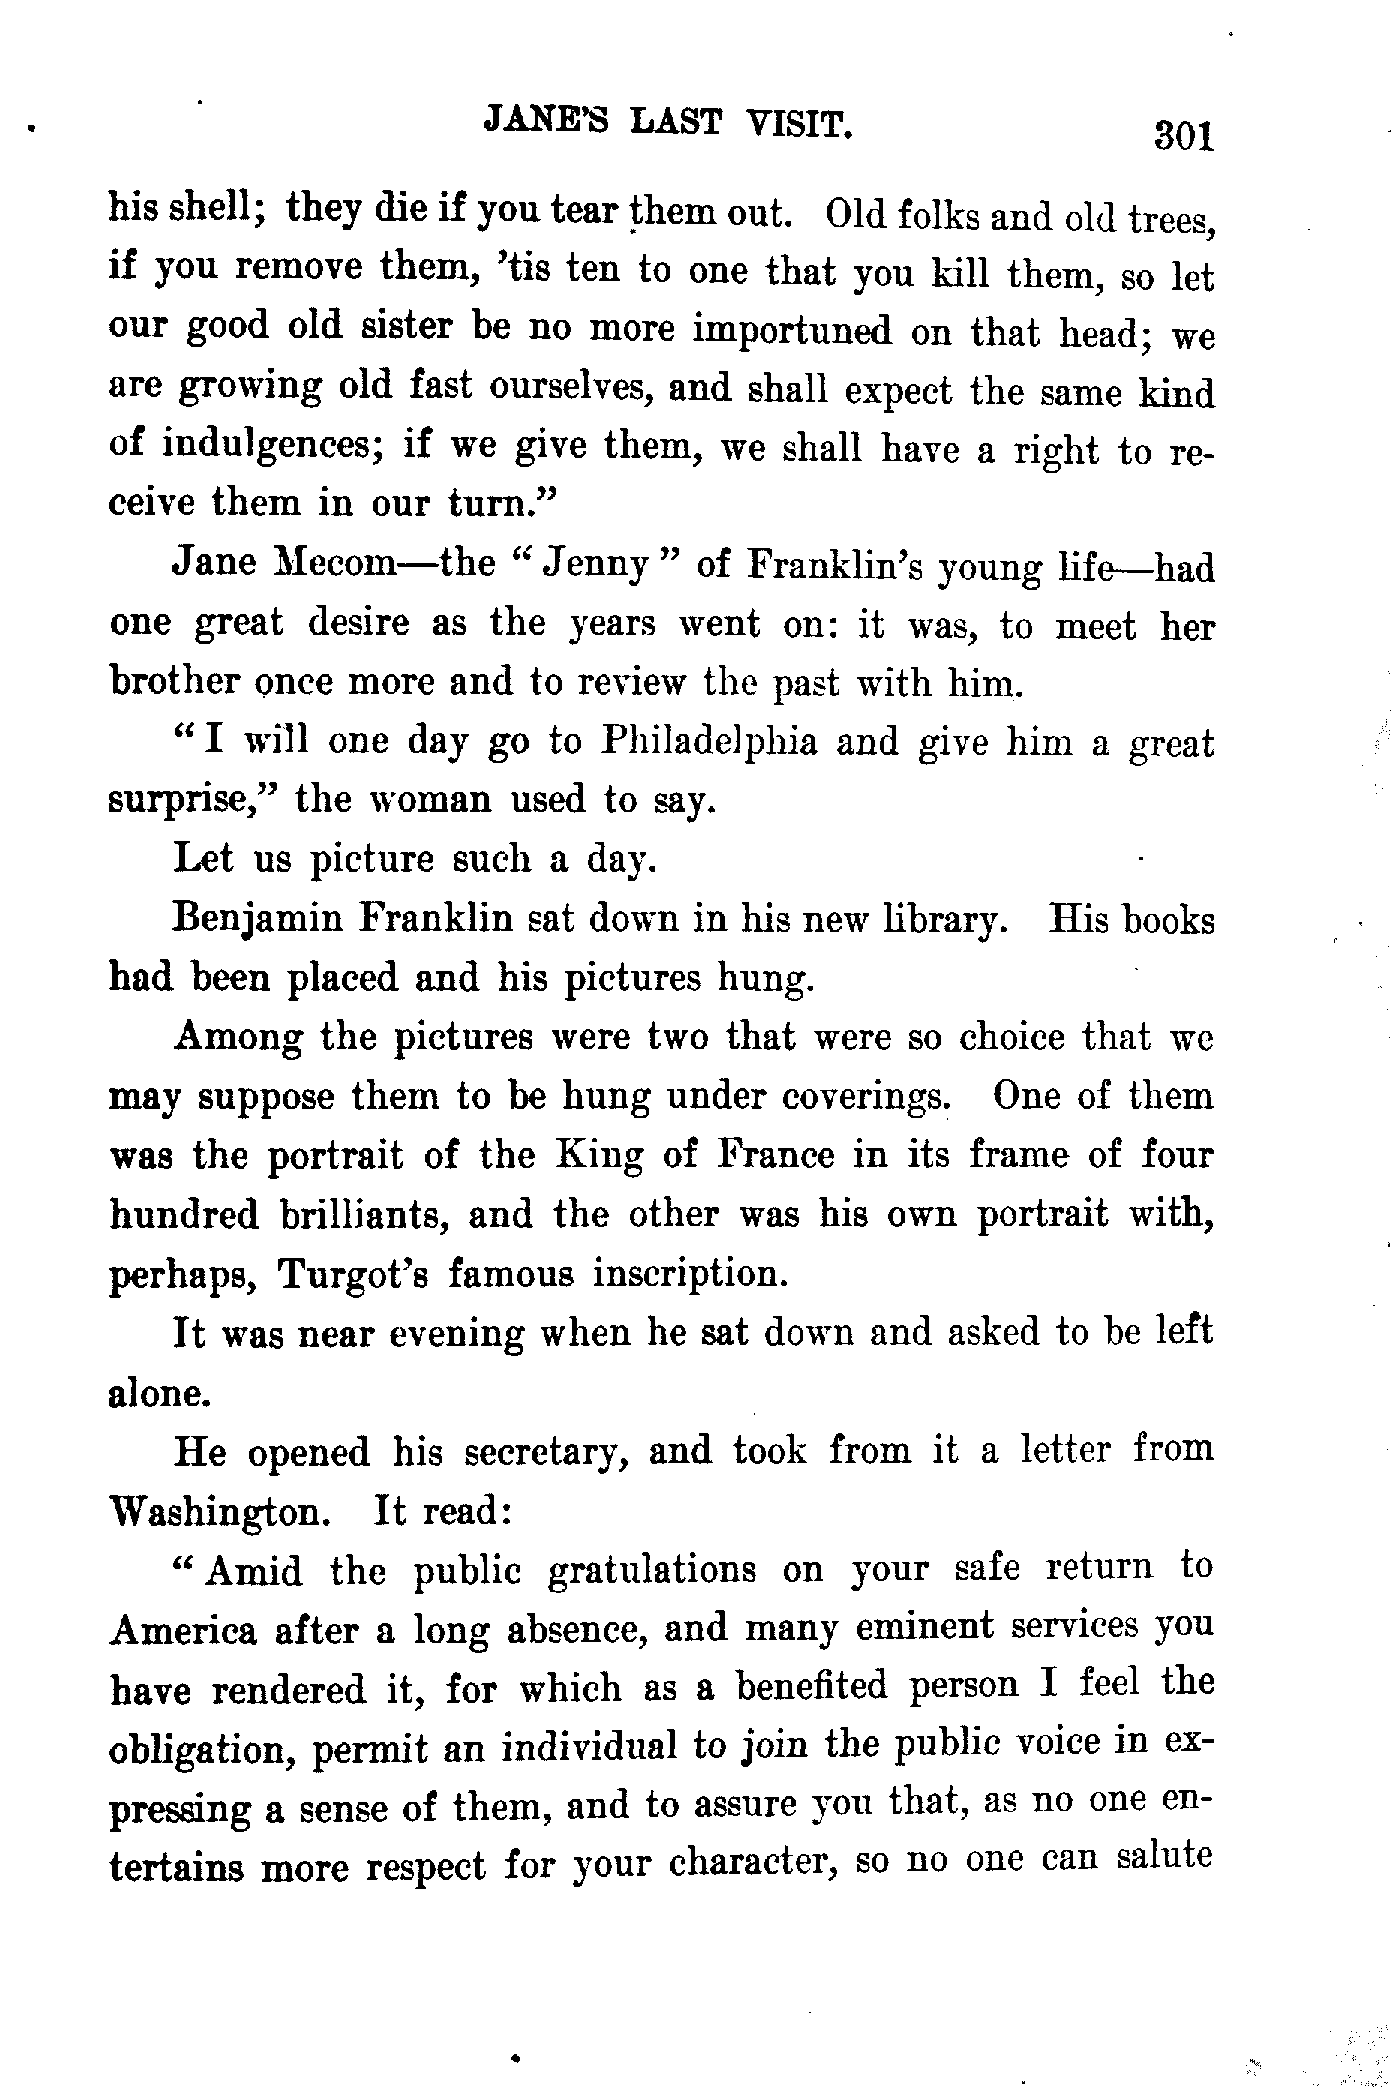 JANE'S LAST VISIT. 301
his shell; they die if you tear them out. Old folks and old trees,
if you remove them, 'tis ten to one that you kill them, so let
our good old sister be no more importuned on that head; we
are growing old fast ourselves, and shall expect the same kind
of indulgences; if we give them, we shall have a right to re-
ceive them in our turn."
Jane Mecom—the "Jenny" of Franklin's young life—had
one great desire as the years went on: it was, to meet her
brother once more and to review the past with him.
"I will one day go to Philadelphia and give him a great
surprise," the woman used to say.
Let us picture such a day.
Benjamin Franklin sat down in his new library. His books
had been placed and his pictures hung.
Among the pictures were two that were so choice that we
may suppose them to be hung under coverings. One of them
was the portrait of the King of France in its frame of four
hundred brilliants, and the other was his own portrait with,
perhaps, Turgot's famous inscription.
It was near evening when he sat down and asked to be left
alone.
He opened his secretary, and took from it a letter from
Washington. It read:
"Amid the public gratulations on your safe return to
America after a long absence, and many eminent services you
have rendered it, for which as a benefited person I feel the
obligation, permit an individual to join the public voice in ex-
pressing a sense of them, and to assure you that, as no one en-
tertains more respect for your character, so no one can salute